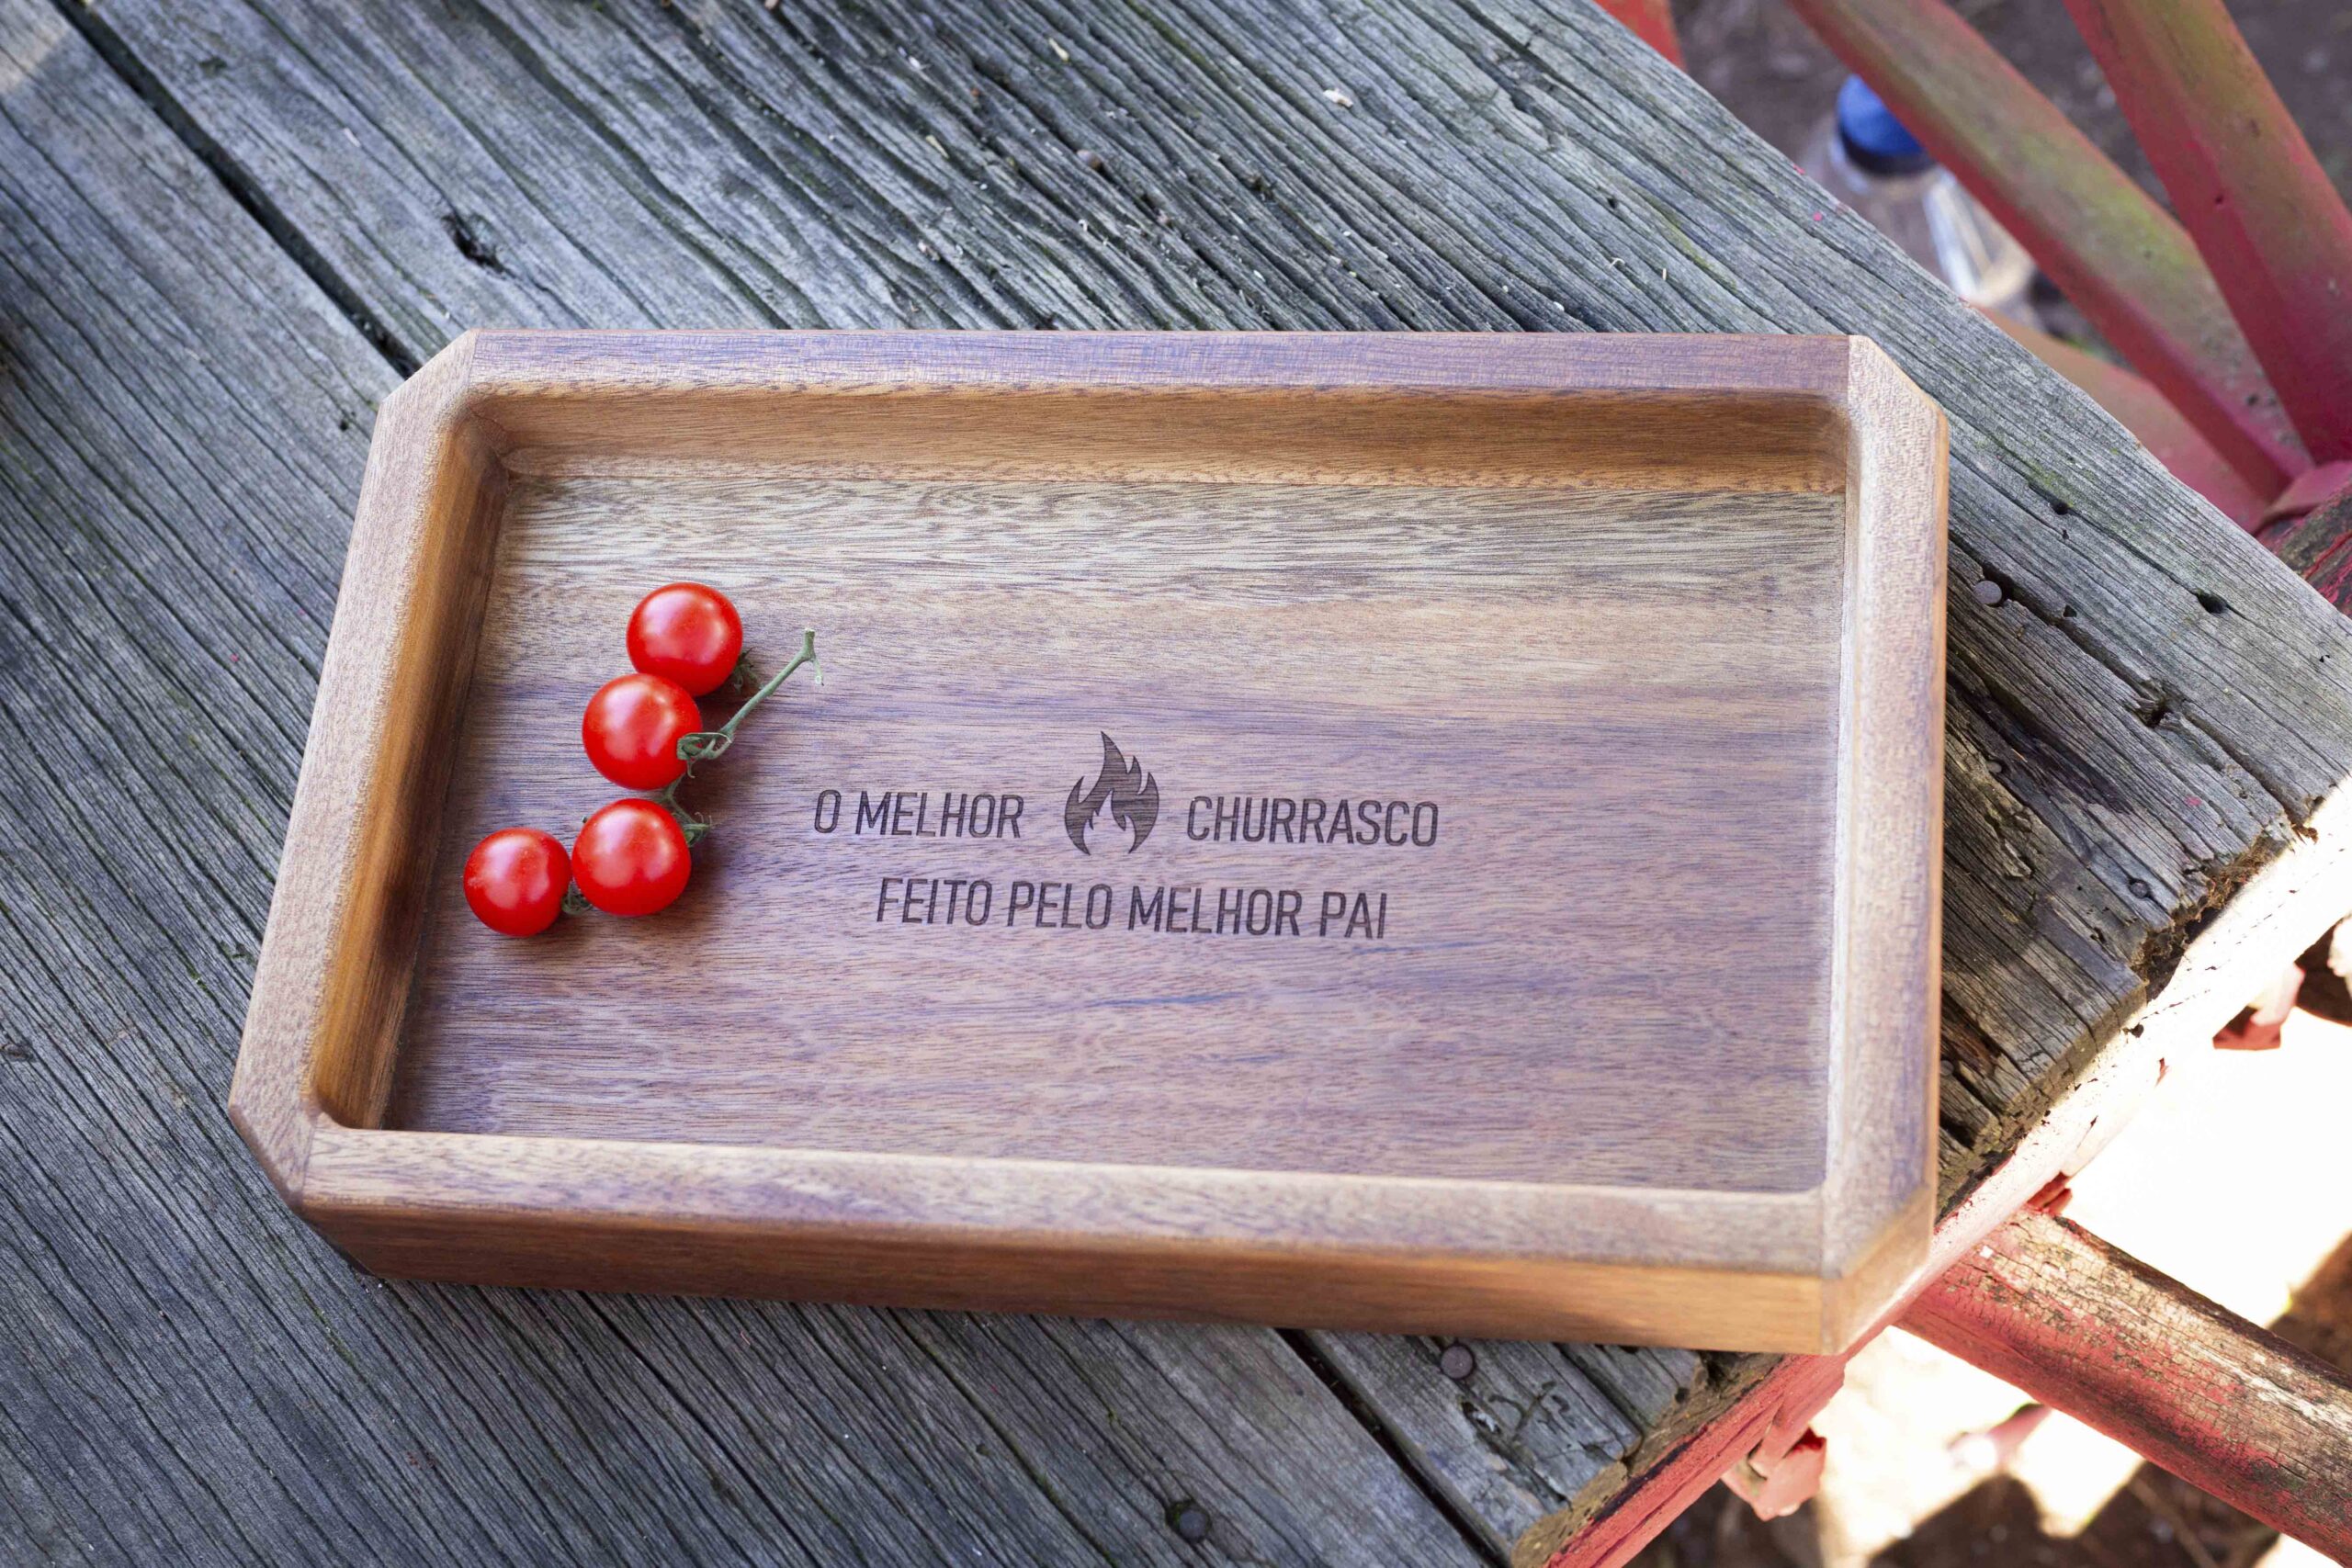 O MELHOR CHURRASCO
FEITO PELO MELHOR PAI